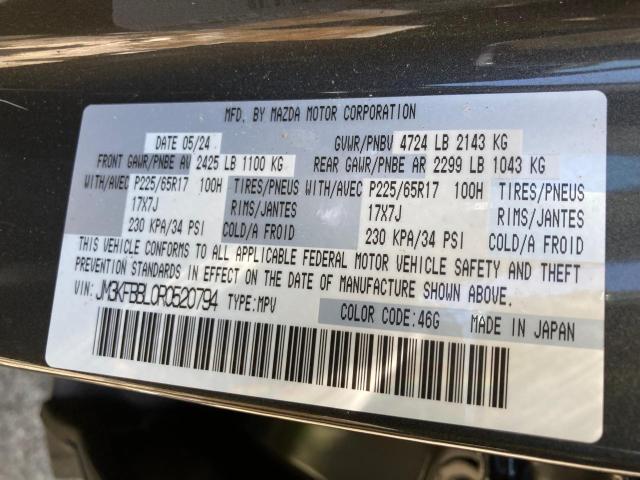 MFD. BY MAZDA MOTOR CORPORATION
DATE 05/24 GVWR/PNBV 4724 LB 2143 KG
FRONT GAWR/PNBE AV 2425 LB 1100 KG REAR GAWR/PNBE AR 2299 LB 1043 KG
WITH/AVEC P225/65R17 100H TIRES/PNEUS WITH/AVEC P225/65R17 100H TIRES/PNEUS
17X7J RIMS/JANTES 17X7J RIMS/JANTES
230 KPA/34 PSI COLD/A FROID 230 KPA/34 PSI COLD/A FROID
THIS VEHICLE CONFORMS TO ALL APPLICABLE FEDERAL MOTOR VEHICLE SAFETY AND THEFT
PREVENTION STANDARDS IN EFFECT ON THE DATE OF MANUFACTURE SHOWN ABOVE.
VIN: JM3KFBBL0R0520794 TYPE: MPV
COLOR CODE: 46G MADE IN JAPAN